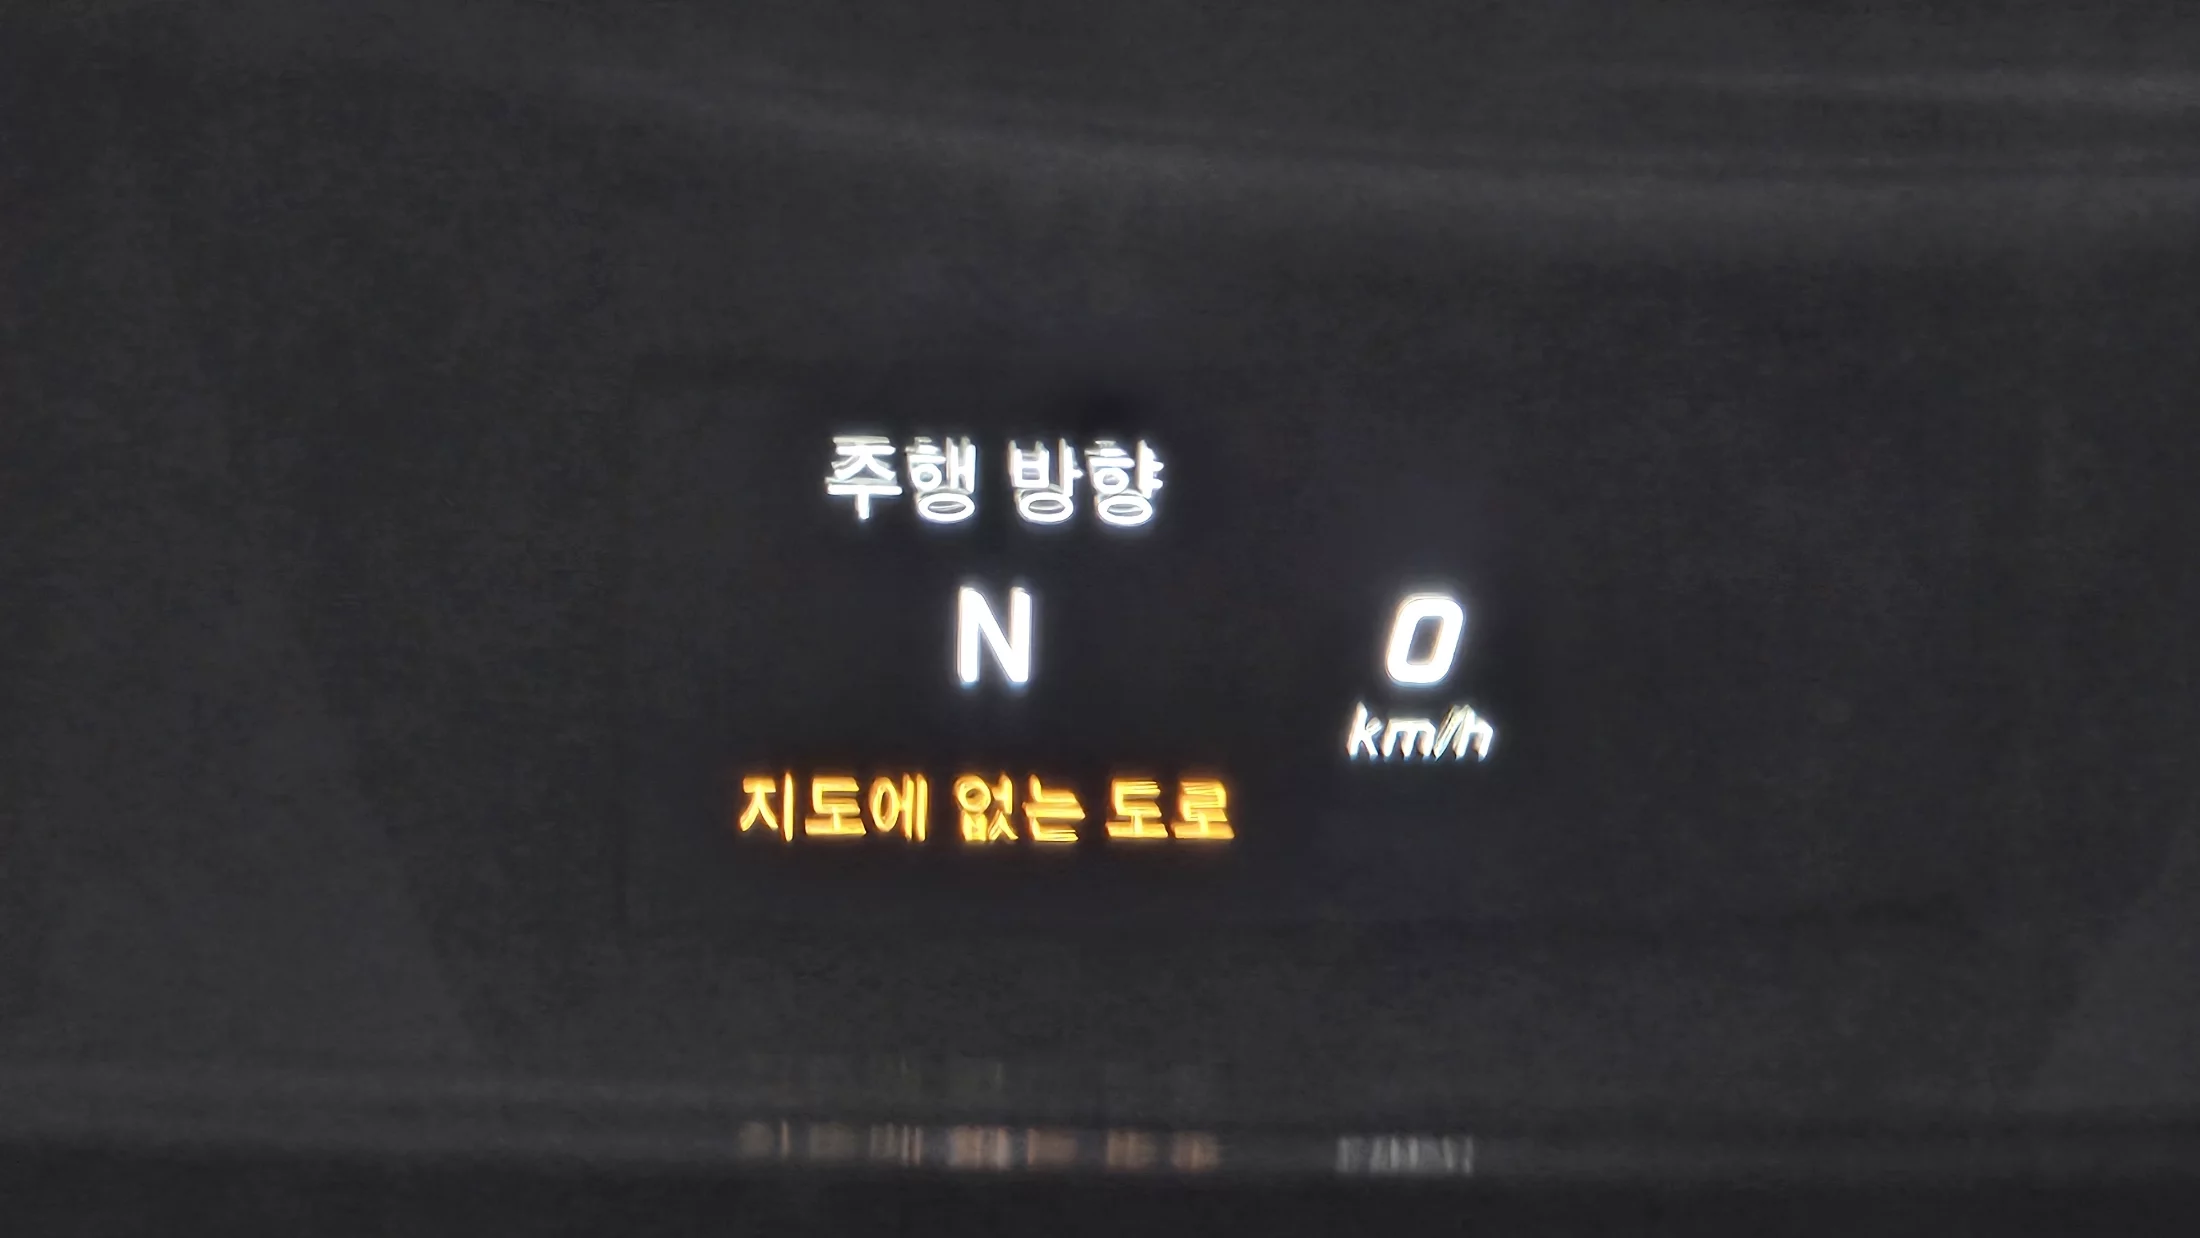 주행 방향
N
0
km/h
지도에 없는 도로